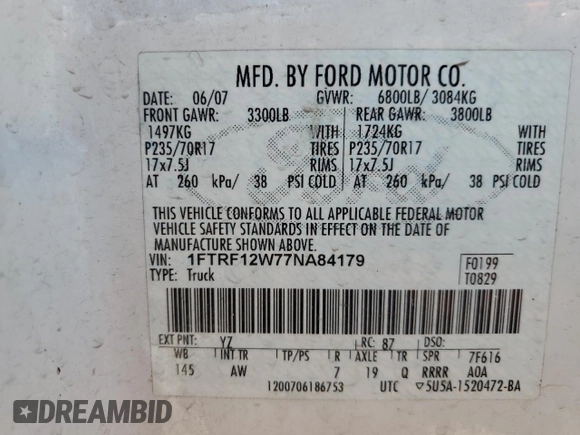 MFD. BY FORD MOTOR CO.
DATE: 06/07 GVWR: 6800LB/ 3084KG
FRONT GAWR: 3300LB REAR GAWR: 3800LB
1497KG WITH 1724KG WITH
P235/70R17 TIRES P235/70R17 TIRES
17x7.5J RIMS 17x7.5J RIMS
AT 260 kPa/ 38 PSI COLD AT 260 kPa/ 38 PSI COLD
THIS VEHICLE CONFORMS TO ALL APPLICABLE FEDERAL MOTOR
VEHICLE SAFETY STANDARDS IN EFFECT ON THE DATE OF
MANUFACTURE SHOWN ABOVE.
VIN: 1FTRF12W77NA84179 F0199
TYPE: Truck T0829
EXT PNT: YZ RC: 87 DSO:
WB INT TR TP/PS R AXLE TR SPR 7F616
145 AW 7 19 Q RRRR A0A
1200706186753 UTC ▽5U5A-1520472-BA
Ford
DREAMBID